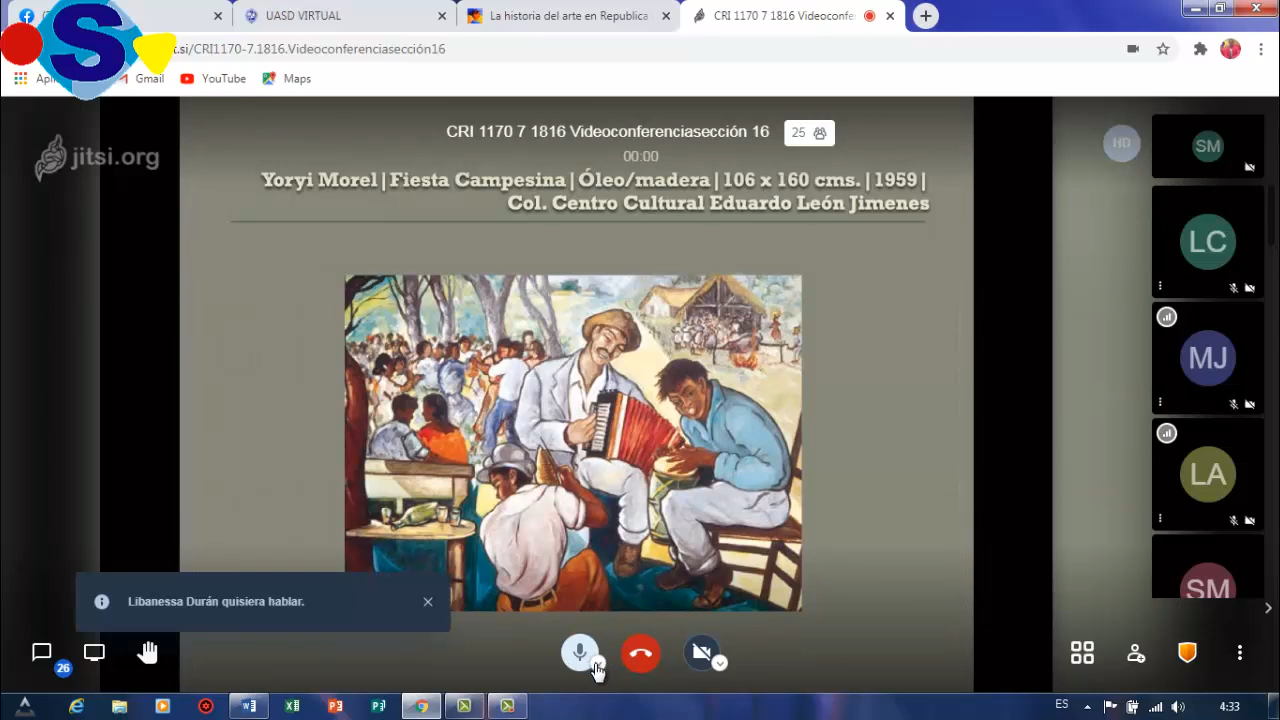 UASD VIRTUAL
La historia del arte en Republica
CRI 1170 7 1816 Videoconfe
S
t.si/CRI1170-7.1816.Videoconferenciasección16
Gmail
YouTube
Maps
jitsi.org
CRI 1170 7 1816 Videoconferenciasección 16
25
00:00
HD
SM
Yoryi Morel|Fiesta Campesina|Óleo/madera|106 x 160 cms.|1959|
Col. Centro Cultural Eduardo León Jimenes
LC
MJ
LA
SM
Libanessa Durán quisiera hablar.
26
ES
4:33